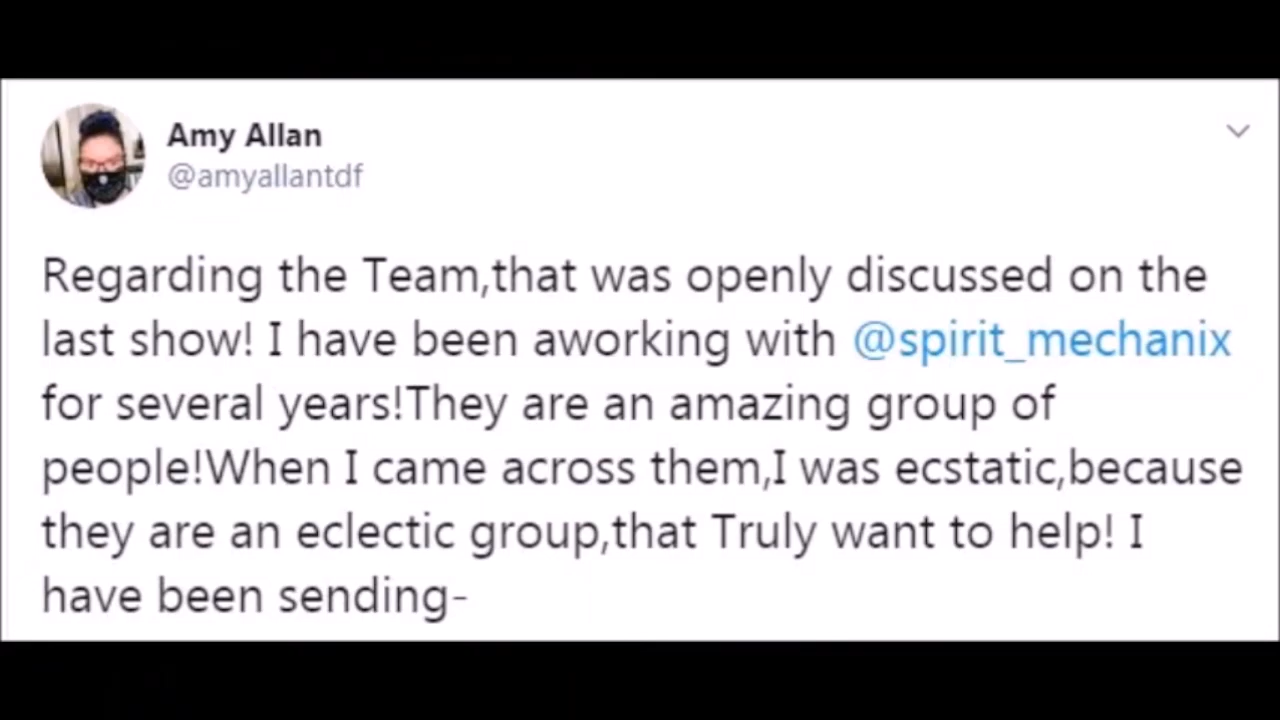 Amy Allan
@amyallantdf
Regarding the Team,that was openly discussed on the
last show! I have been aworking with @spirit_mechanix
for several years!They are an amazing group of
people!When I came across them,I was ecstatic,because
they are an eclectic group,that Truly want to help! I
have been sending-